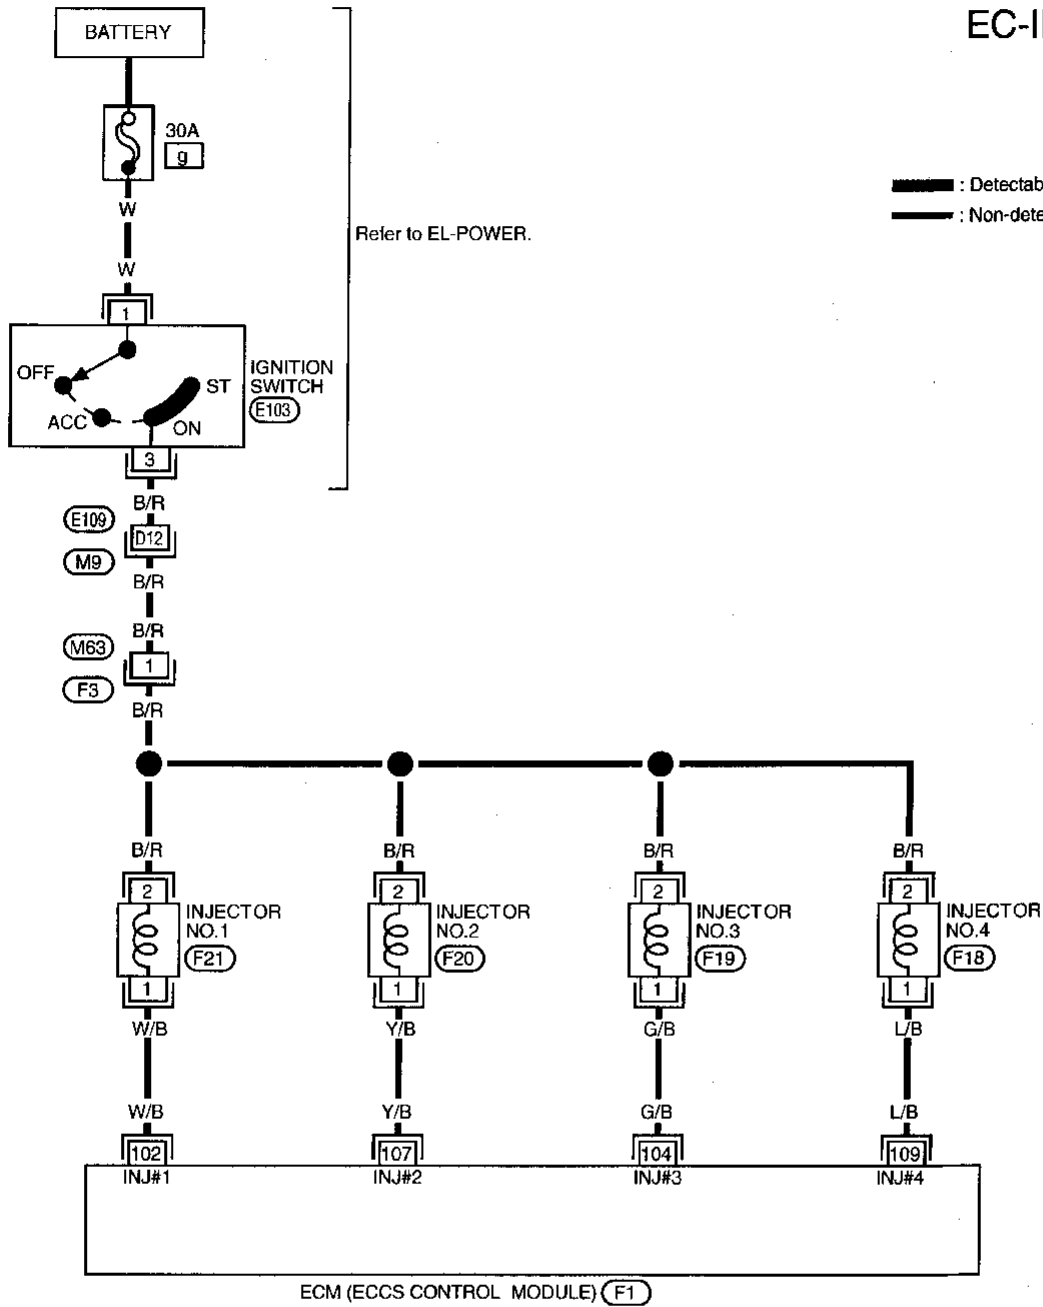 EC-I
BATTERY
30A
g
: Detectab
: Non-dete
W
Refer to EL-POWER.
W
1
OFF
ST
IGNITION
SWITCH
E103
ACC
ON
3
B/R
E109
D12
M9
B/R
B/R
M63
1
F3
B/R
B/R B/R B/R B/R
2 2 2 2
INJECTOR
NO.1
F21
INJECTOR
NO.2
F20
INJECTOR
NO.3
F19
INJECTOR
NO.4
F18
1 1 1 1
W/B Y/B G/B L/B
W/B Y/B G/B L/B
102 107 104 109
INJ#1 INJ#2 INJ#3 INJ#4
ECM (ECCS CONTROL MODULE) F1